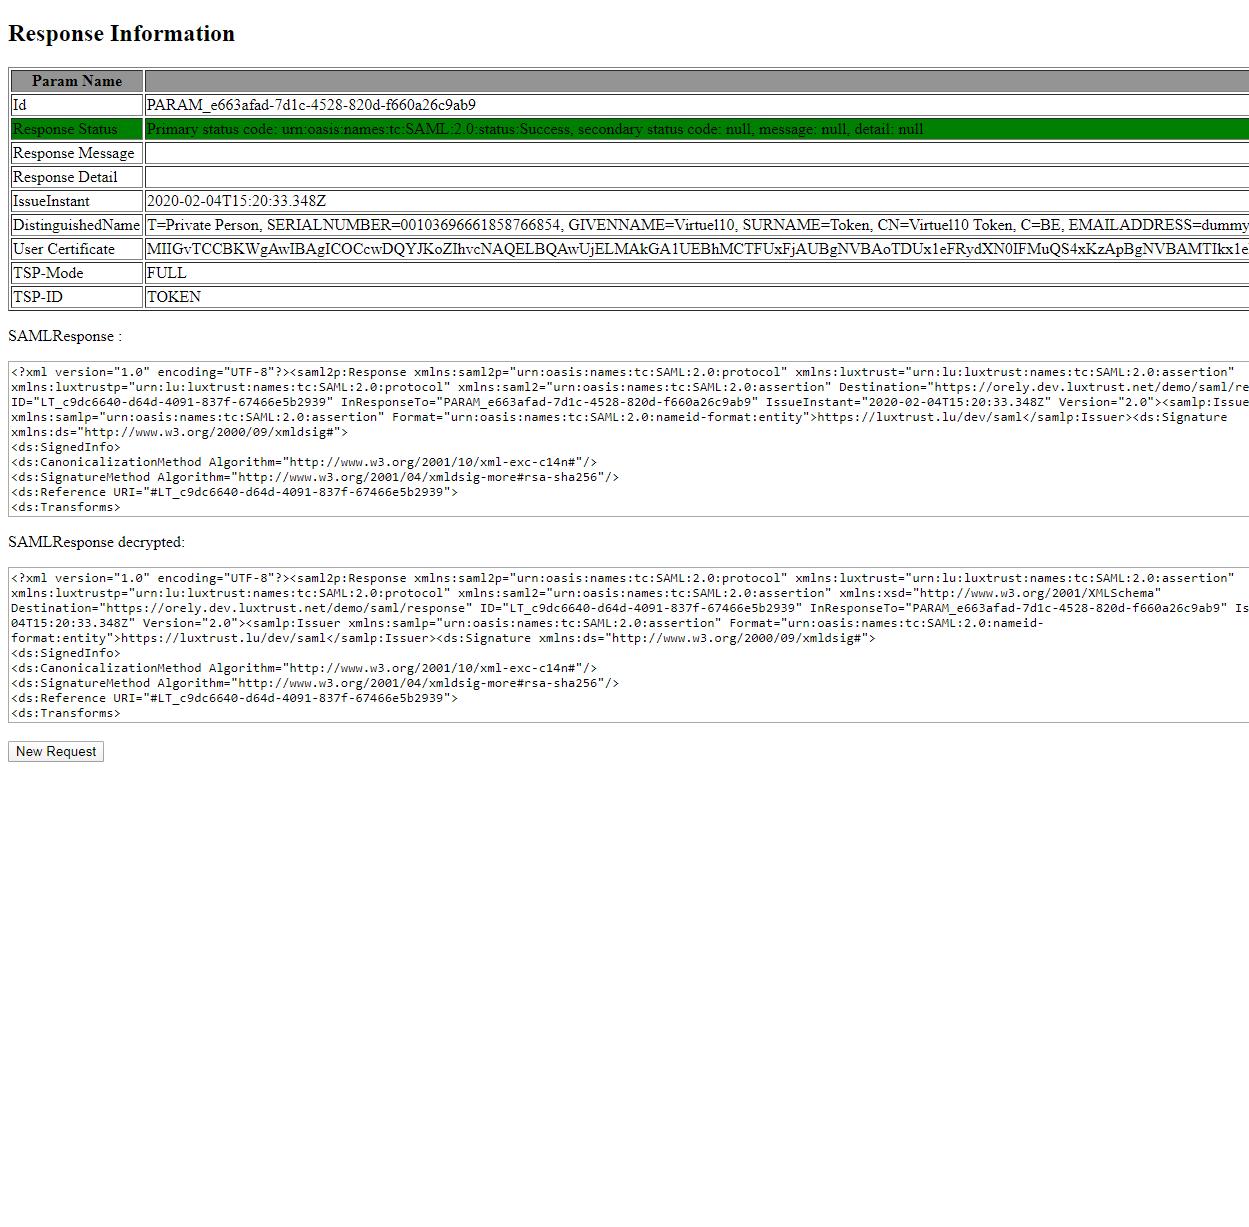 Response Information
Param Name
Id PARAM_e663afad-7d1c-4528-820d-f660a26c9ab9
Response Status Primary status code: urn:oasis:names:tc:SAML:2.0:status:Success, secondary status code: null, message: null, detail: null
Response Message
Response Detail
IssueInstant 2020-02-04T15:20:33.348Z
DistinguishedName T=Private Person, SERIALNUMBER=00103696661858766854, GIVENNAME=Virtuel10, SURNAME=Token, CN=Virtuel10 Token, C=BE, EMAILADDRESS=dummy
User Certificate MIIGvTCCBKWgAwIBAgICOCcwDQYJKoZIhvcNAQELBQAwUjELMAkGA1UEBhMCTFUxFjAUBgNVBAoTDUx1eFRydXN0IFMuQS4xKzApBgNVBAMTIkx1e
TSP-Mode FULL
TSP-ID TOKEN
SAMLResponse :
<?xml version="1.0" encoding="UTF-8"?><saml2p:Response xmlns:saml2p="urn:oasis:names:tc:SAML:2.0:protocol" xmlns:luxtrust="urn:lu:luxtrust:names:tc:SAML:2.0:assertion"
xmlns:luxtrustp="urn:lu:luxtrust:names:tc:SAML:2.0:protocol" xmlns:saml2="urn:oasis:names:tc:SAML:2.0:assertion" Destination="https://orely.dev.luxtrust.net/demo/saml/re
ID="LT_c9dc6640-d64d-4091-837f-67466e5b2939" InResponseTo="PARAM_e663afad-7d1c-4528-820d-f660a26c9ab9" IssueInstant="2020-02-04T15:20:33.348Z" Version="2.0"><samlp:Issue
xmlns:samlp="urn:oasis:names:tc:SAML:2.0:assertion" Format="urn:oasis:names:tc:SAML:2.0:nameid-format:entity">https://luxtrust.lu/dev/saml</samlp:Issuer><ds:Signature
xmlns:ds="http://www.w3.org/2000/09/xmldsig#">
<ds:SignedInfo>
<ds:CanonicalizationMethod Algorithm="http://www.w3.org/2001/10/xml-exc-c14n#"/>
<ds:SignatureMethod Algorithm="http://www.w3.org/2001/04/xmldsig-more#rsa-sha256"/>
<ds:Reference URI="#LT_c9dc6640-d64d-4091-837f-67466e5b2939">
<ds:Transforms>
SAMLResponse decrypted:
<?xml version="1.0" encoding="UTF-8"?><saml2p:Response xmlns:saml2p="urn:oasis:names:tc:SAML:2.0:protocol" xmlns:luxtrust="urn:lu:luxtrust:names:tc:SAML:2.0:assertion"
xmlns:luxtrustp="urn:lu:luxtrust:names:tc:SAML:2.0:protocol" xmlns:saml2="urn:oasis:names:tc:SAML:2.0:assertion" xmlns:xsd="http://www.w3.org/2001/XMLSchema"
Destination="https://orely.dev.luxtrust.net/demo/saml/response" ID="LT_c9dc6640-d64d-4091-837f-67466e5b2939" InResponseTo="PARAM_e663afad-7d1c-4528-820d-f660a26c9ab9" Is
04T15:20:33.348Z" Version="2.0"><samlp:Issuer xmlns:samlp="urn:oasis:names:tc:SAML:2.0:assertion" Format="urn:oasis:names:tc:SAML:2.0:nameid-
format:entity">https://luxtrust.lu/dev/saml</samlp:Issuer><ds:Signature xmlns:ds="http://www.w3.org/2000/09/xmldsig#">
<ds:SignedInfo>
<ds:CanonicalizationMethod Algorithm="http://www.w3.org/2001/10/xml-exc-c14n#"/>
<ds:SignatureMethod Algorithm="http://www.w3.org/2001/04/xmldsig-more#rsa-sha256"/>
<ds:Reference URI="#LT_c9dc6640-d64d-4091-837f-67466e5b2939">
<ds:Transforms>
New Request